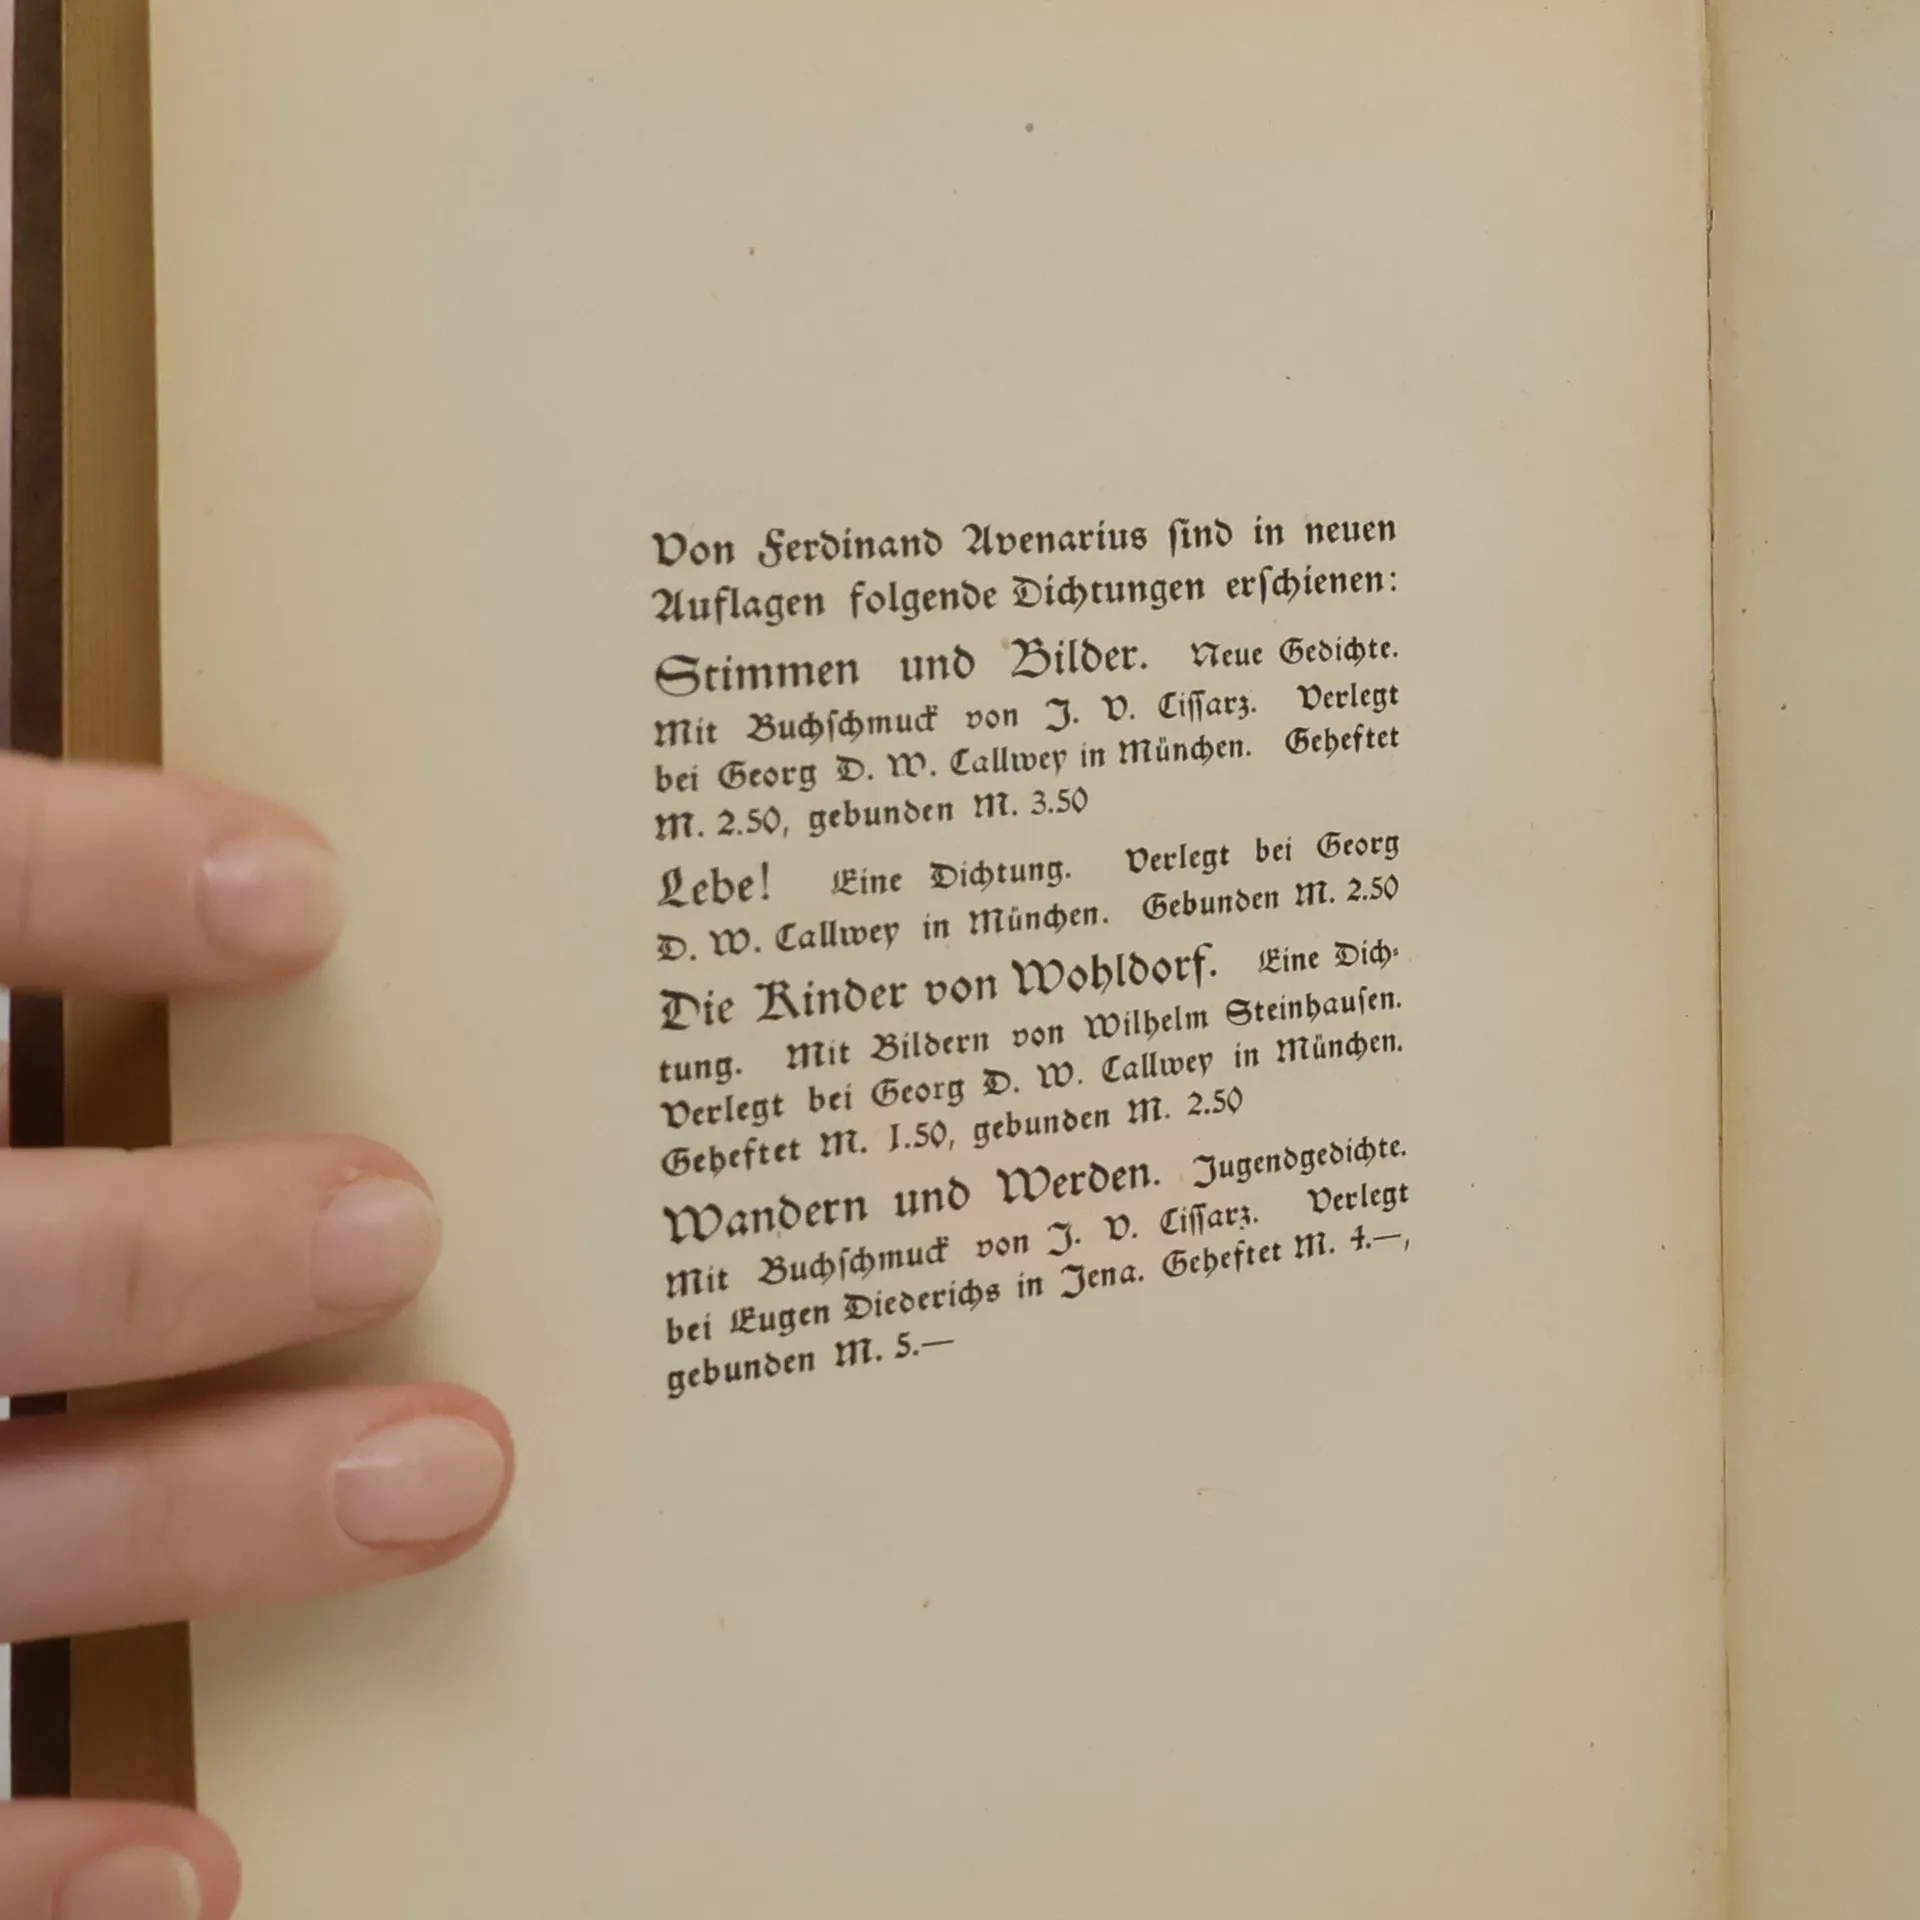 Von Ferdinand Avenarius ſind in neuen
Auflagen folgende Dichtungen erſchienen:
Stimmen und Bilder. Neue Gedichte.
Mit Buchſchmuck von J. V. Ciſſarz. Verlegt
bei Georg D. W. Callwey in München. Geheftet
M. 2.50, gebunden M. 3.50
Lebe! Eine Dichtung. Verlegt bei Georg
D. W. Callwey in München. Gebunden M. 2.50
Die Kinder von Wohldorf. Eine Dich-
tung. Mit Bildern von Wilhelm Steinhauſen.
Verlegt bei Georg D. W. Callwey in München.
Geheftet M. 1.50, gebunden M. 2.50
Wandern und Werden. Jugendgedichte.
Mit Buchſchmuck von J. V. Ciſſarz. Verlegt
bei Eugen Diederichs in Jena. Geheftet M. 4.—,
gebunden M. 5.—